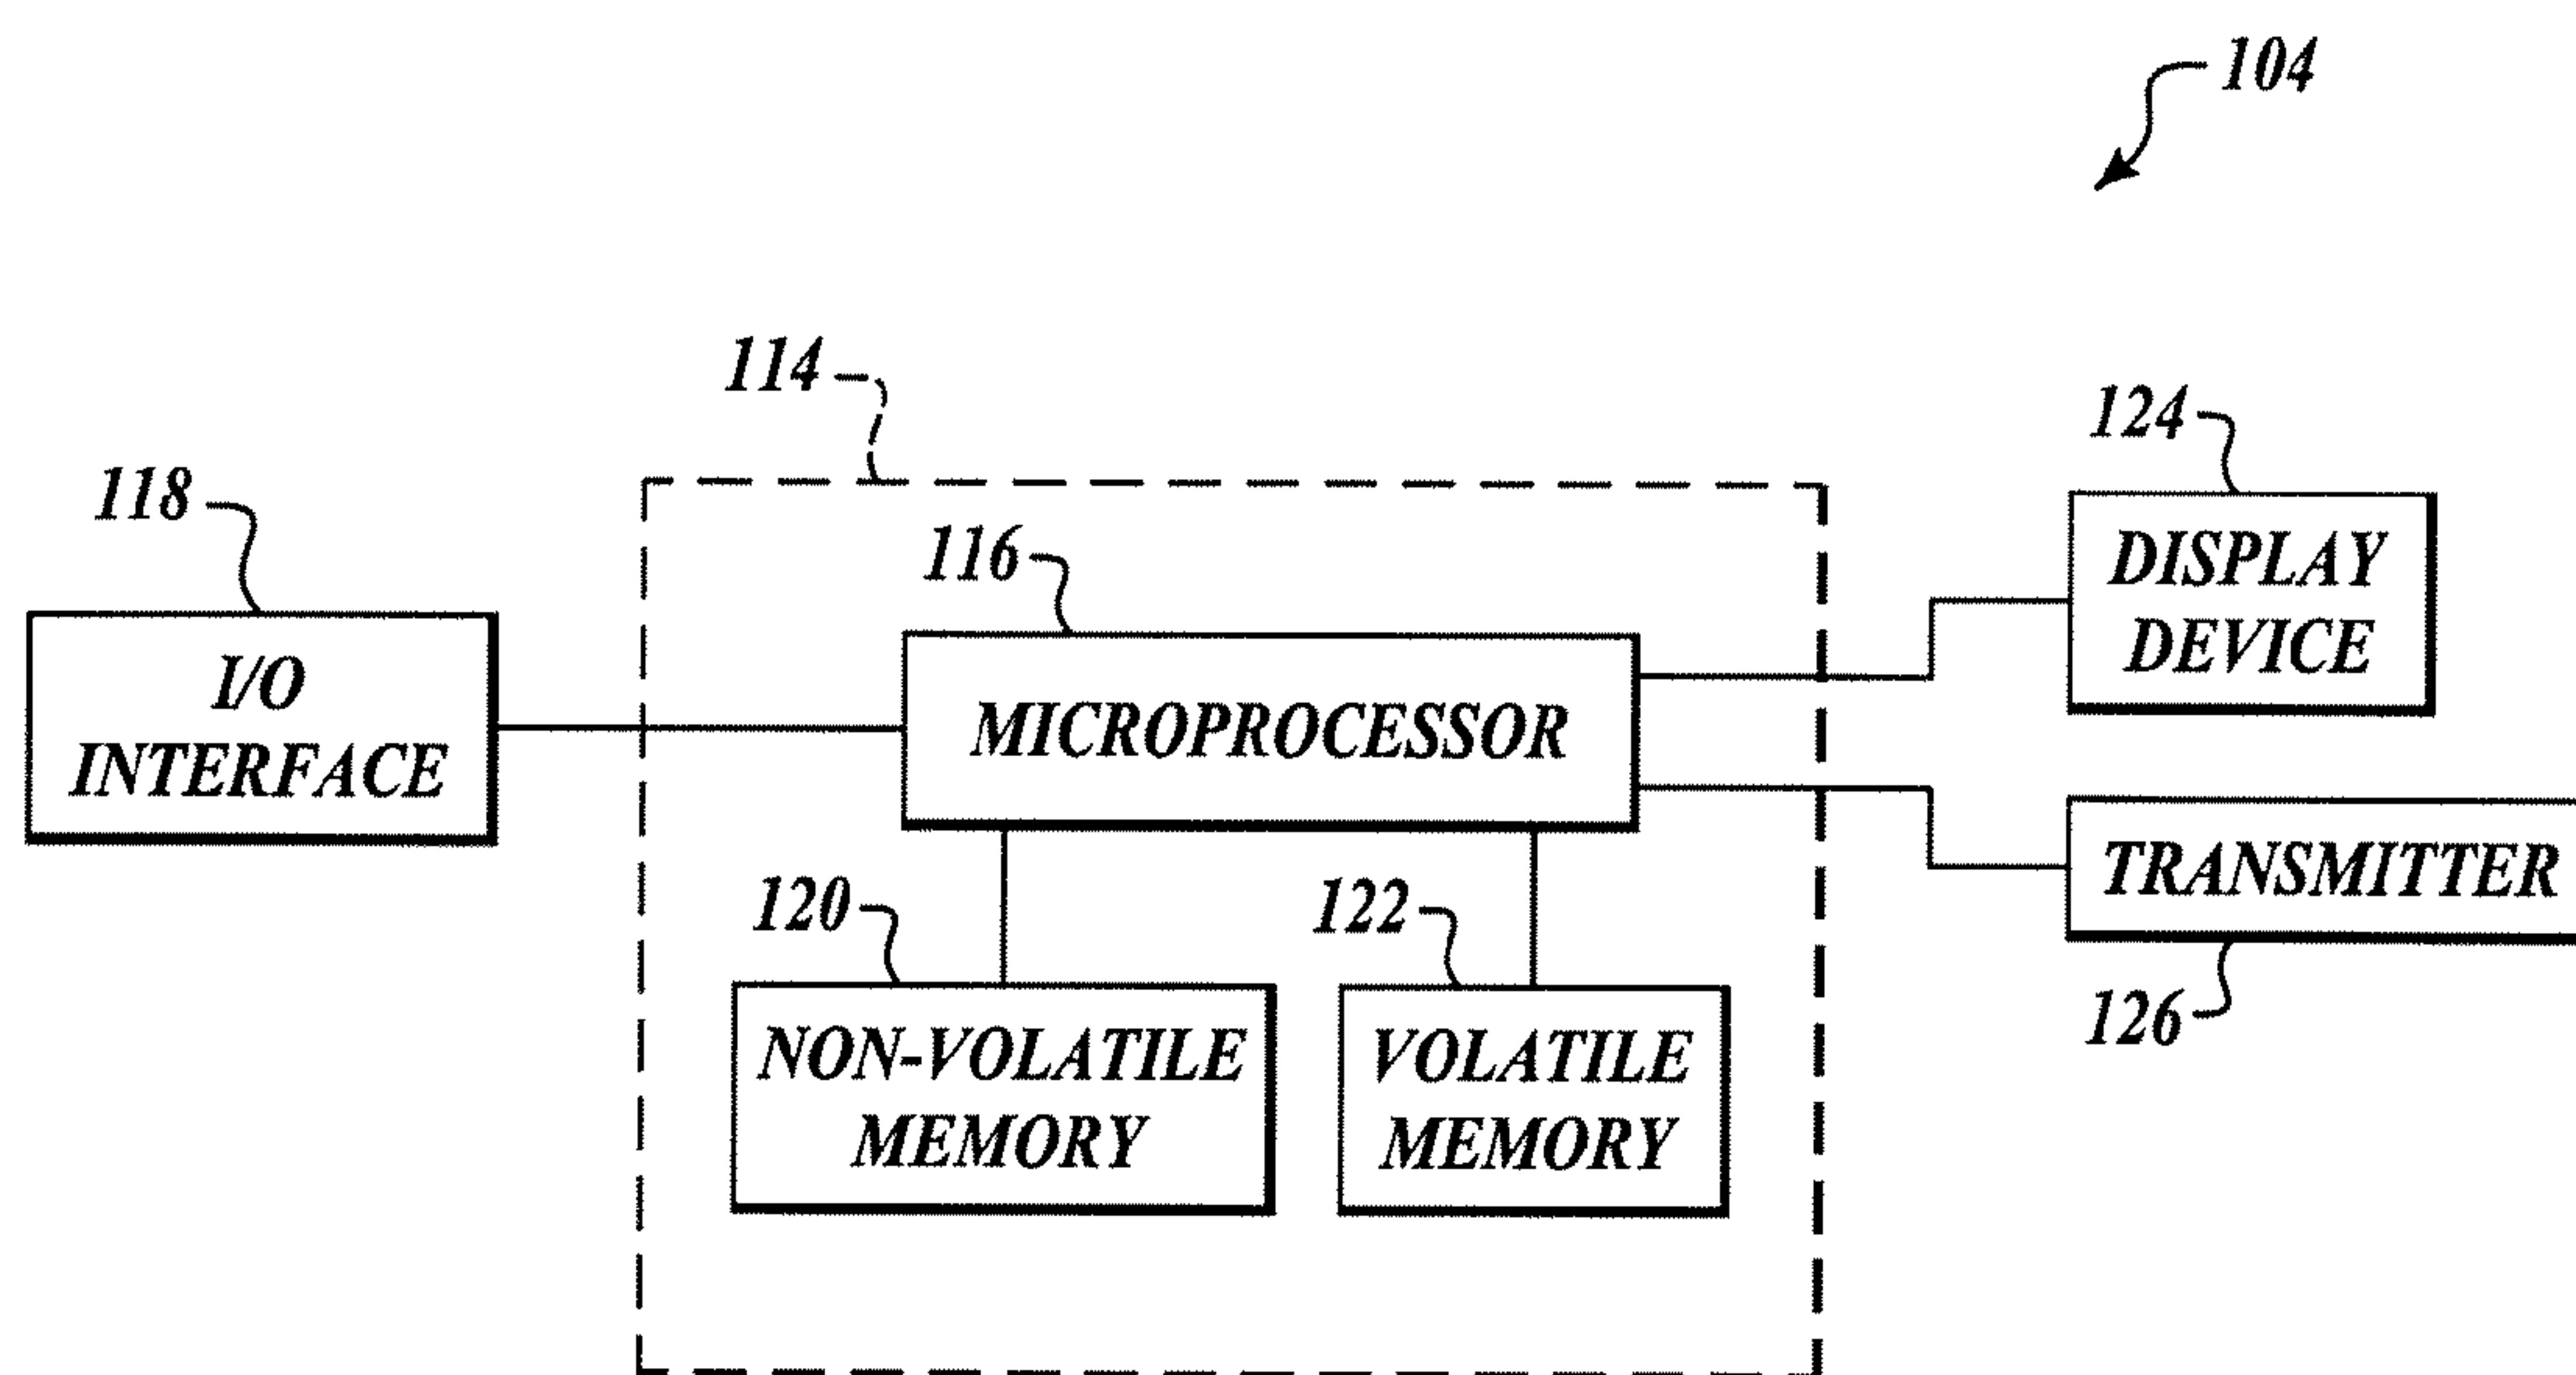 104
114
124
118
116
DISPLAY
DEVICE
I/O
INTERFACE
MICROPROCESSOR
TRANSMITTER
120
122
126
NON-VOLATILE
MEMORY
VOLATILE
MEMORY